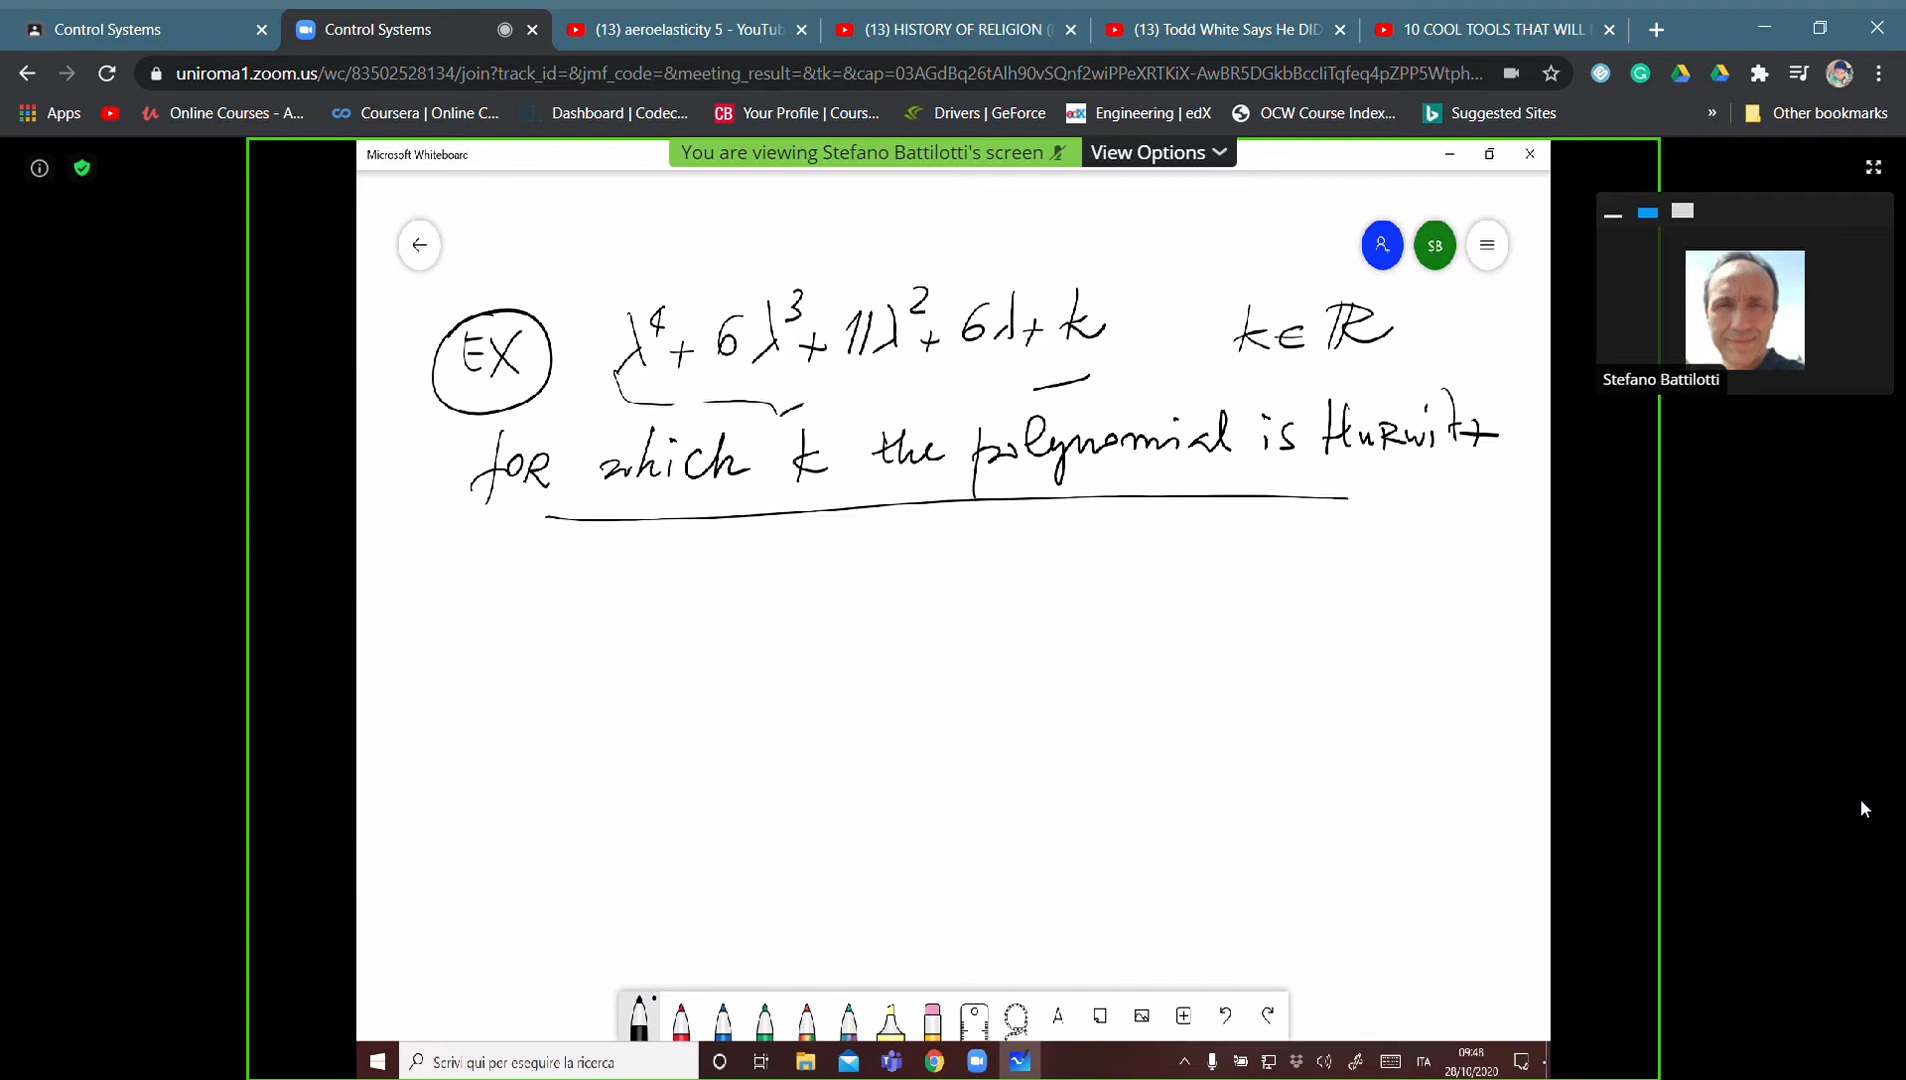 Control Systems
Control Systems
(13) aeroelasticity 5 - YouTub
(13) HISTORY OF RELIGION (
(13) Todd White Says He DID
10 COOL TOOLS THAT WILL
uniroma1.zoom.us/wc/83502528134/join?track_id=&jmf_code=&meeting_result=&tk=&cap=03AGdBq26tAlh90vSQnf2wiPPeXRTKiX-AwBR5DGkbBccIiTqfeq4pZPP5Wtph...
Apps
Online Courses - A...
Coursera | Online C...
Dashboard | Codec...
CB Your Profile | Cours...
Drivers | GeForce
edX Engineering | edX
OCW Course Index...
Suggested Sites
» Other bookmarks
Microsoft Whiteboard
You are viewing Stefano Battilotti's screen
View Options
SB
EX λ⁴ + 6λ³ + 11λ² + 6λ + k k ∈ ℝ
for which k the polynomial is Hurwitz
Stefano Battilotti
A
Scrivi qui per eseguire la ricerca
ITA
09:48
28/10/2020